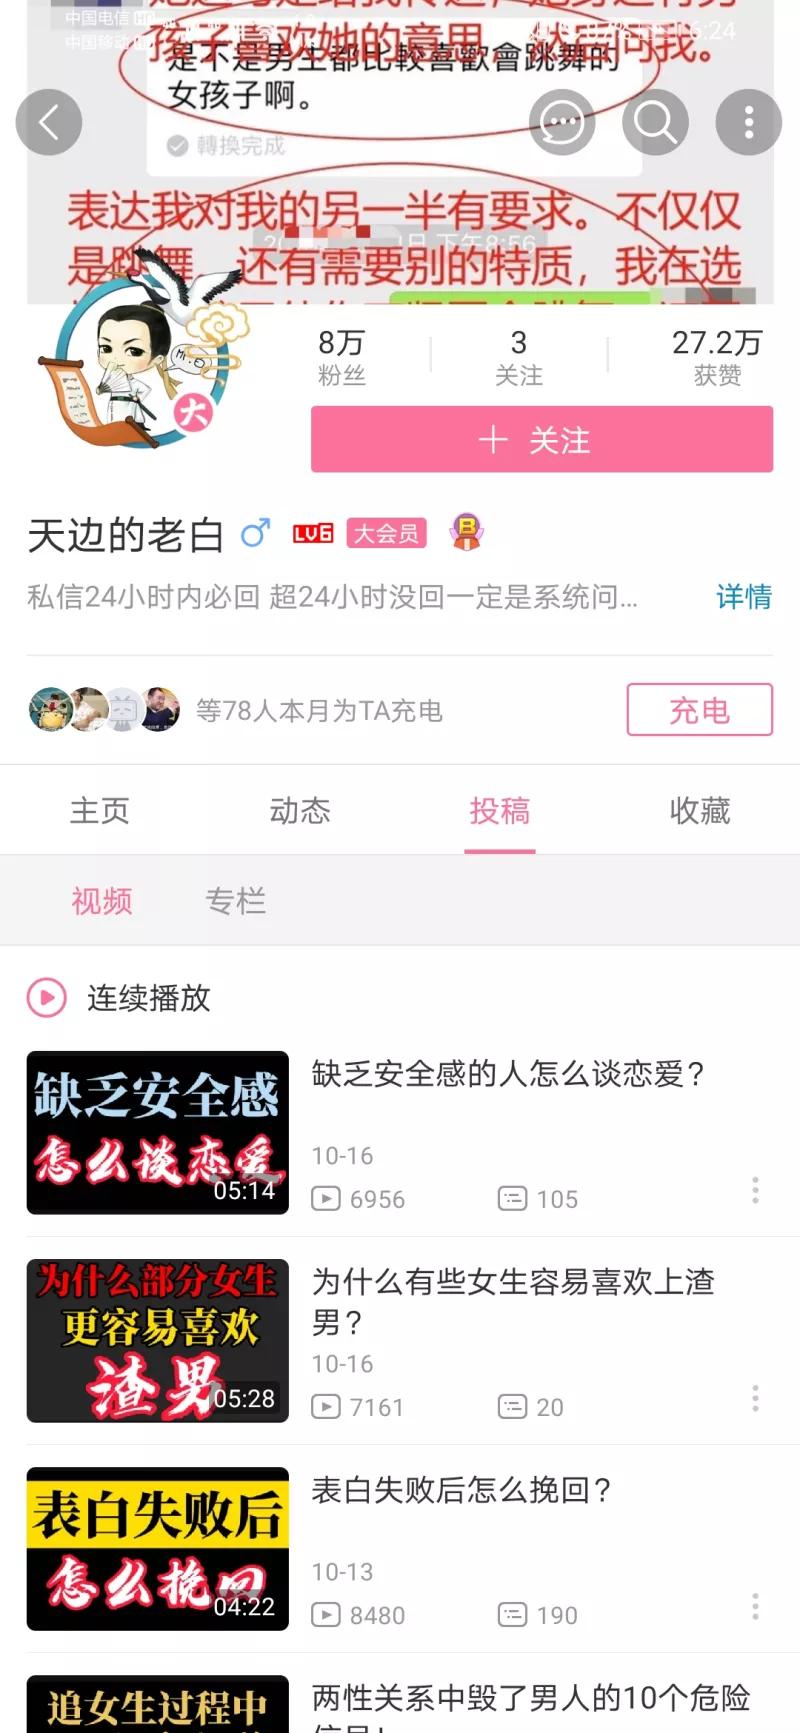 中国电信
中国移动
6:24
孩子喜欢她的意思，欢迎问我。
是不是男生都比較喜歡會跳舞的
女孩子啊。
轉換完成
表达我对我的另一半有要求。不仅仅
下午8:56
是跳舞，还有需要别的特质，我在选
8万
3
27.2万
粉丝
关注
获赞
Mr.
大
＋ 关注
天边的老白
LV6
大会员
B
私信24小时内必回 超24小时没回一定是系统问...
详情
等78人本月为TA充电
充电
主页
动态
投稿
收藏
视频
专栏
连续播放
缺乏安全感
怎么谈恋爱
05:14
缺乏安全感的人怎么谈恋爱？
10-16
6956
105
为什么部分女生
更容易喜欢
渣男
05:28
为什么有些女生容易喜欢上渣
男？
10-16
7161
20
表白失败后
怎么挽回
04:22
表白失败后怎么挽回？
10-13
8480
190
追女生过程中
两性关系中毁了男人的10个危险
信号！